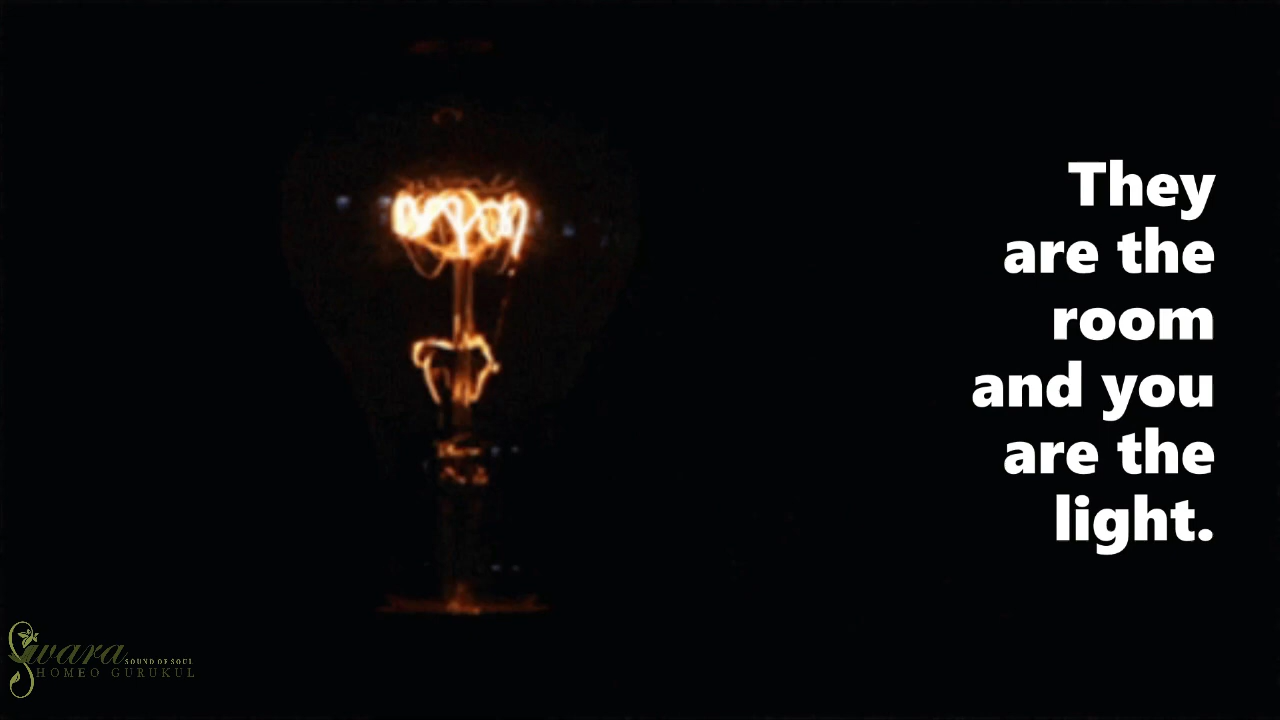 They
are the
room
and you
are the
light.
Swara SOUND OF SOUL
HOMEO GURUKUL